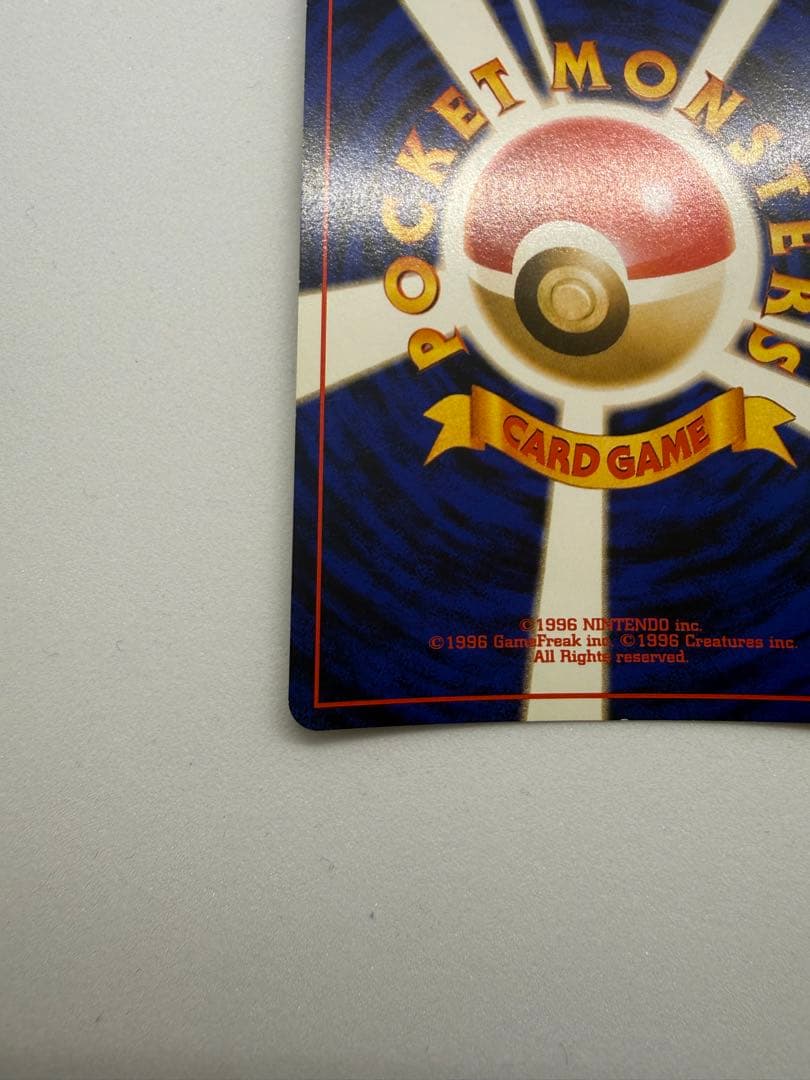 POCKET MONSTERS
CARD GAME
©1996 NINTENDO inc.
©1996 GameFreak inc. ©1996 Creatures inc.
All Rights reserved.